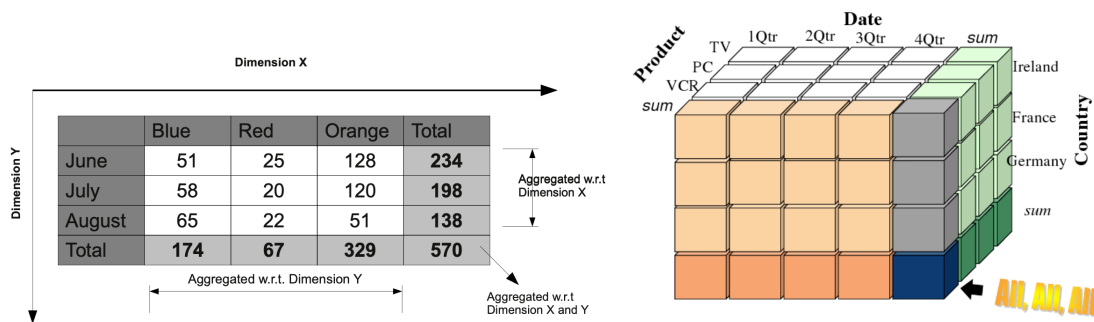 Dimension X
Dimension Y
Blue Red Orange Total
June 51 25 128 234
July 58 20 120 198
August 65 22 51 138
Total 174 67 329 570
Aggregated w.r.t
Dimension X
Aggregated w.r.t. Dimension Y
Aggregated w.r.t
Dimension X and Y
Date
Product
1Qtr 2Qtr 3Qtr 4Qtr sum
TV
PC
VCR
sum
Ireland
France
Germany
sum
Country
All, All, All